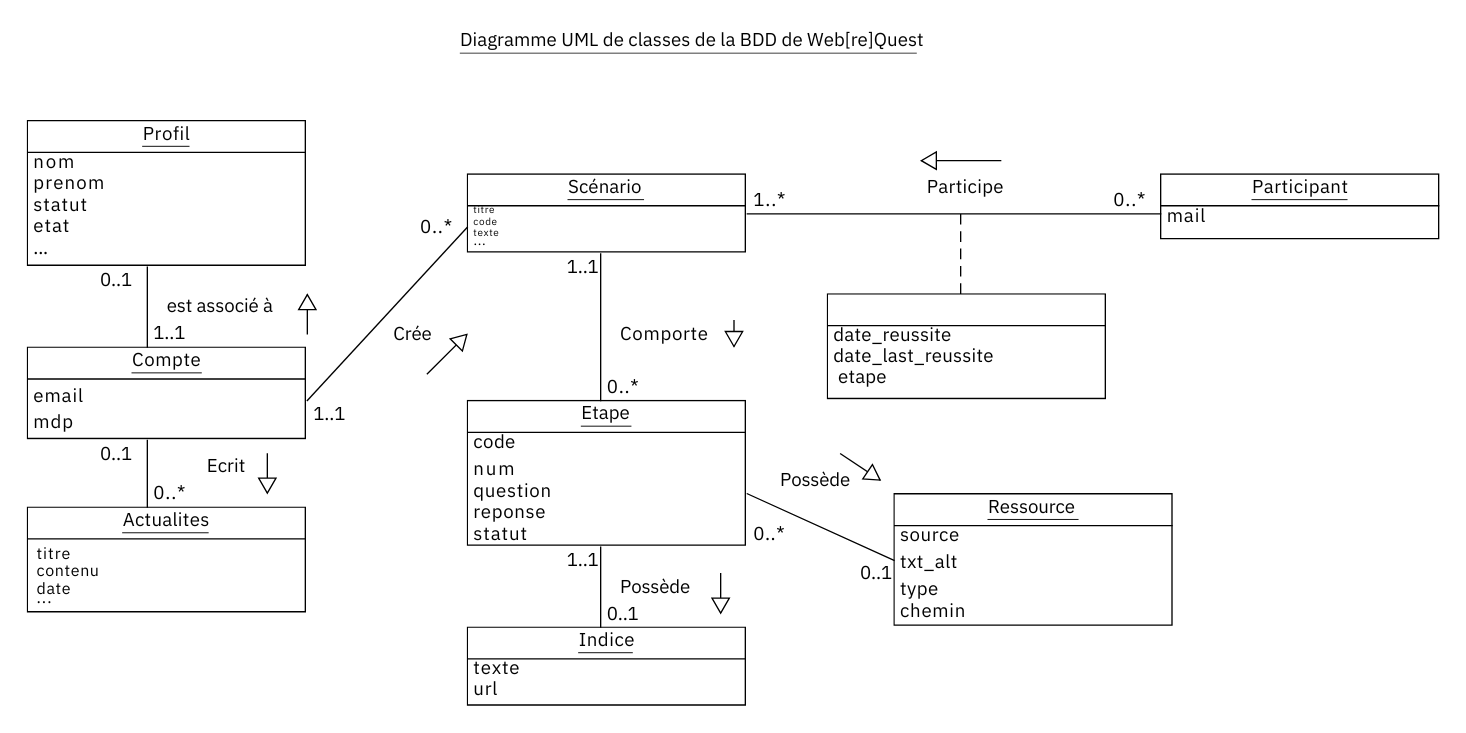 Diagramme UML de classes de la BDD de Web[re]Quest
Profil
nom
prenom
statut
etat
...
0..1
est associé à
1..1
Compte
email
mdp
0..1
Ecrit
0..*
Actualites
titre
contenu
date
...
0..*
Crée
1..1
Scénario
titre
code
texte
...
1..1
Comporte
0..*
Etape
code
num
question
reponse
statut
1..1
Possède
0..1
Indice
texte
url
1..*
Participe
0..*
Participant
mail
date_reussite
date_last_reussite
etape
Possède
0..*
0..1
Ressource
source
txt_alt
type
chemin